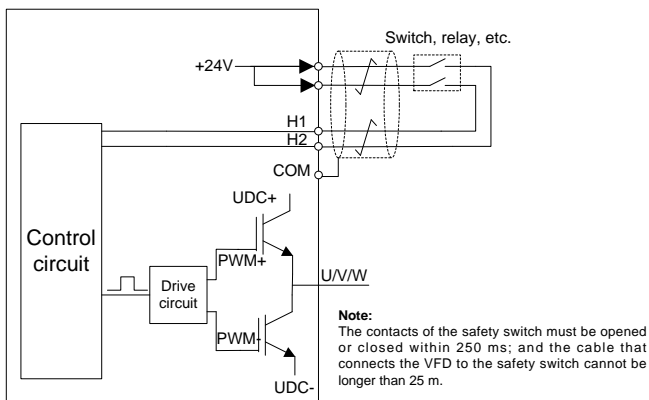 Switch, relay, etc.
+24V
H1
H2
COM
UDC+
Control
circuit
PWM+
U/V/W
Drive
circuit
PWM-
UDC-
Note:
The contacts of the safety switch must be opened
or closed within 250 ms; and the cable that
connects the VFD to the safety switch cannot be
longer than 25 m.